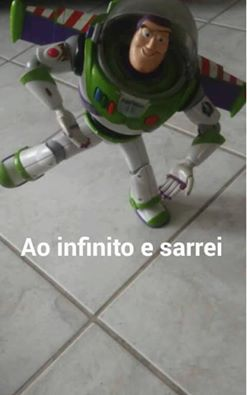 Ao infinito e sarrei